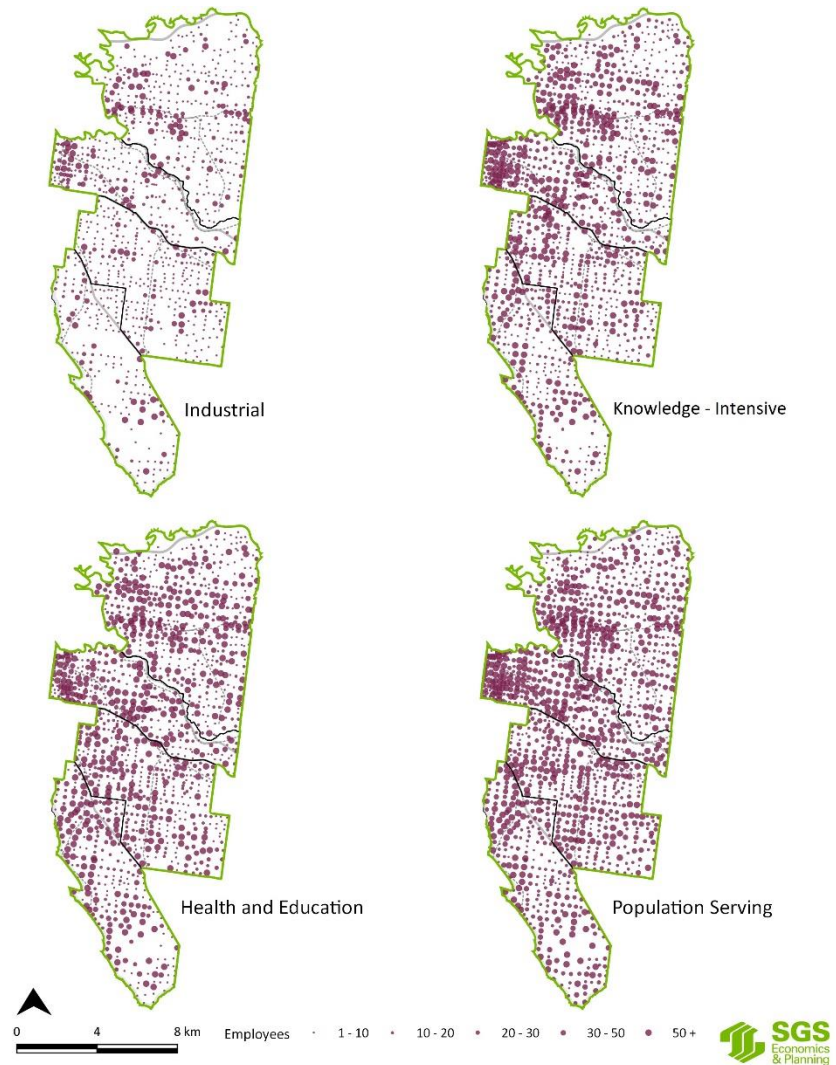 Industrial
Knowledge - Intensive
Health and Education
Population Serving
0 4 8 km
Employees 1 - 10 10 - 20 20 - 30 30 - 50 50 +
SGS
Economics
& Planning